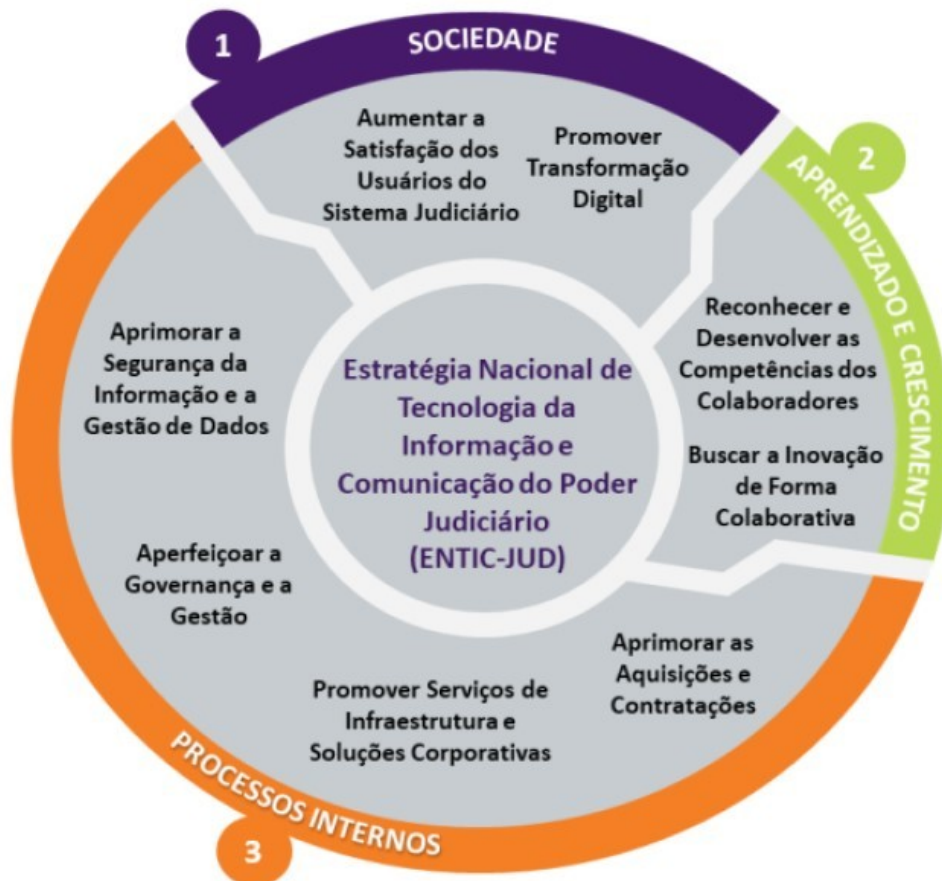 1
SOCIEDADE
Aumentar a
Satisfação dos
Usuários do
Sistema Judiciário
Promover
Transformação
Digital
2
APRENDIZADO E CRESCIMENTO
Reconhecer e
Desenvolver as
Competências dos
Colaboradores
Buscar a Inovação
de Forma
Colaborativa
Estratégia Nacional de
Tecnologia da
Informação e
Comunicação do Poder
Judiciário
(ENTIC-JUD)
Aprimorar a
Segurança da
Informação e a
Gestão de Dados
Aperfeiçoar a
Governança e a
Gestão
Promover Serviços de
Infraestrutura e
Soluções Corporativas
Aprimorar as
Aquisições e
Contratações
PROCESSOS INTERNOS
3